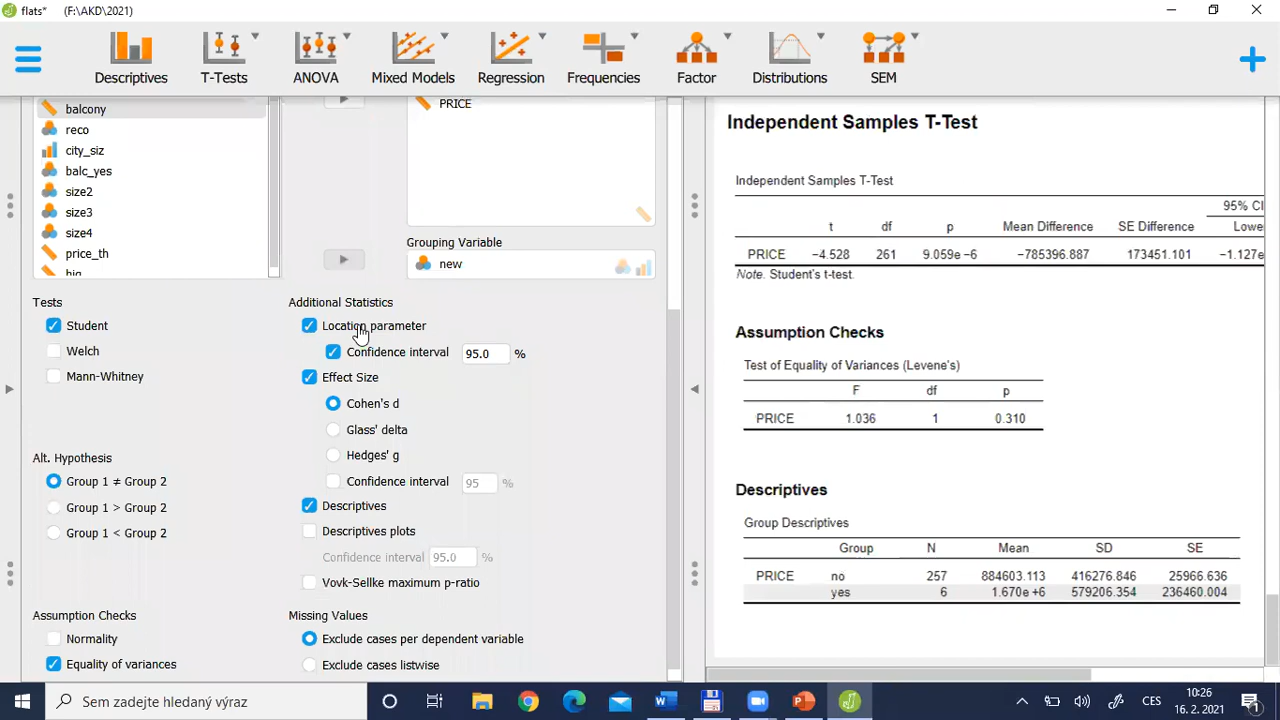 flats* (F:\AKD\2021)
Descriptives T-Tests ANOVA Mixed Models Regression Frequencies Factor Distributions SEM
balcony
reco
city_siz
balc_yes
size2
size3
size4
price_th
big
PRICE
Grouping Variable
new
Tests
Student
Welch
Mann-Whitney
Alt. Hypothesis
Group 1 ≠ Group 2
Group 1 > Group 2
Group 1 < Group 2
Assumption Checks
Normality
Equality of variances
Additional Statistics
Location parameter
Confidence interval 95.0 %
Effect Size
Cohen's d
Glass' delta
Hedges' g
Confidence interval 95 %
Descriptives
Descriptives plots
Confidence interval 95.0 %
Vovk-Sellke maximum p-ratio
Missing Values
Exclude cases per dependent variable
Exclude cases listwise
Independent Samples T-Test
Independent Samples T-Test
95% CI
t df p Mean Difference SE Difference Lowe
PRICE −4.528 261 9.059e −6 −785396.887 173451.101 −1.127e
Note. Student's t-test.
Assumption Checks
Test of Equality of Variances (Levene's)
F df p
PRICE 1.036 1 0.310
Descriptives
Group Descriptives
Group N Mean SD SE
PRICE no 257 884603.113 416276.846 25966.636
yes 6 1.670e +6 579206.354 236460.004
Sem zadejte hledaný výraz
CES
10:26
16. 2. 2021
1